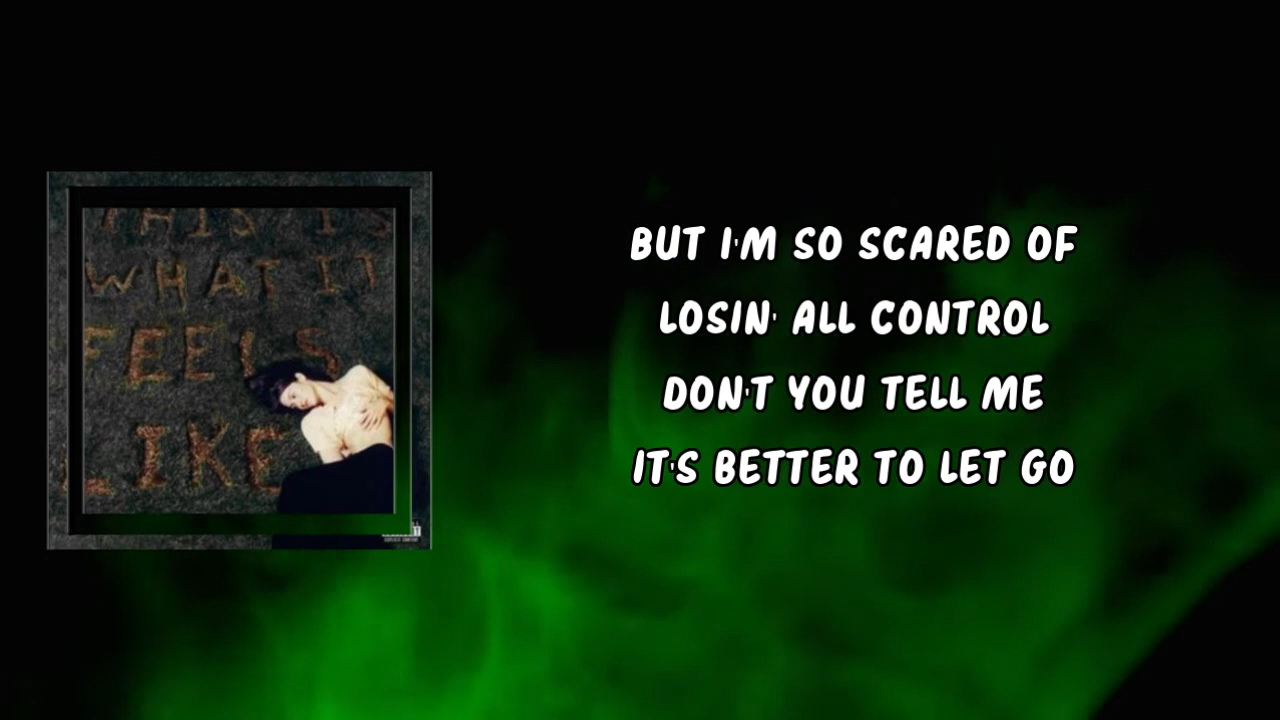 THIS IS
WHAT IT
FEELS
LIKE
BUT I'M SO SCARED OF
LOSIN' ALL CONTROL
DON'T YOU TELL ME
IT'S BETTER TO LET GO